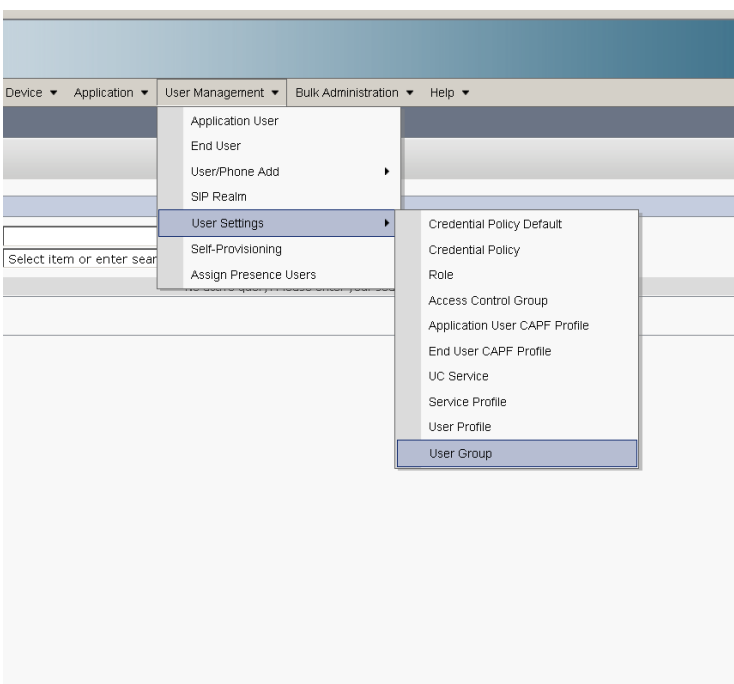 Device Application User Management Bulk Administration Help
Application User
End User
User/Phone Add
SIP Realm
User Settings
Self-Provisioning
Assign Presence Users
Select item or enter sear
Credential Policy Default
Credential Policy
Role
Access Control Group
Application User CAPF Profile
End User CAPF Profile
UC Service
Service Profile
User Profile
User Group